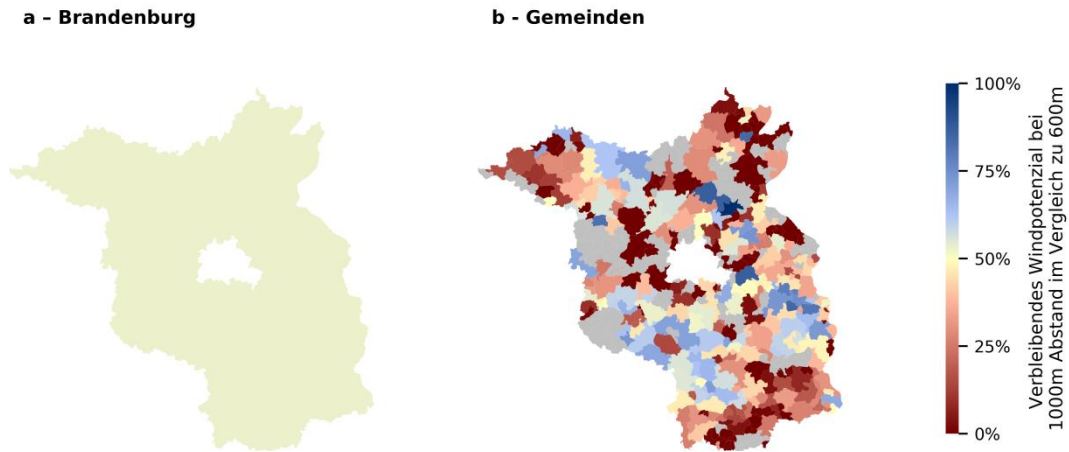 a – Brandenburg
b - Gemeinden
100%
75%
50%
25%
0%
Verbleibendes Windpotenzial bei
1000m Abstand im Vergleich zu 600m